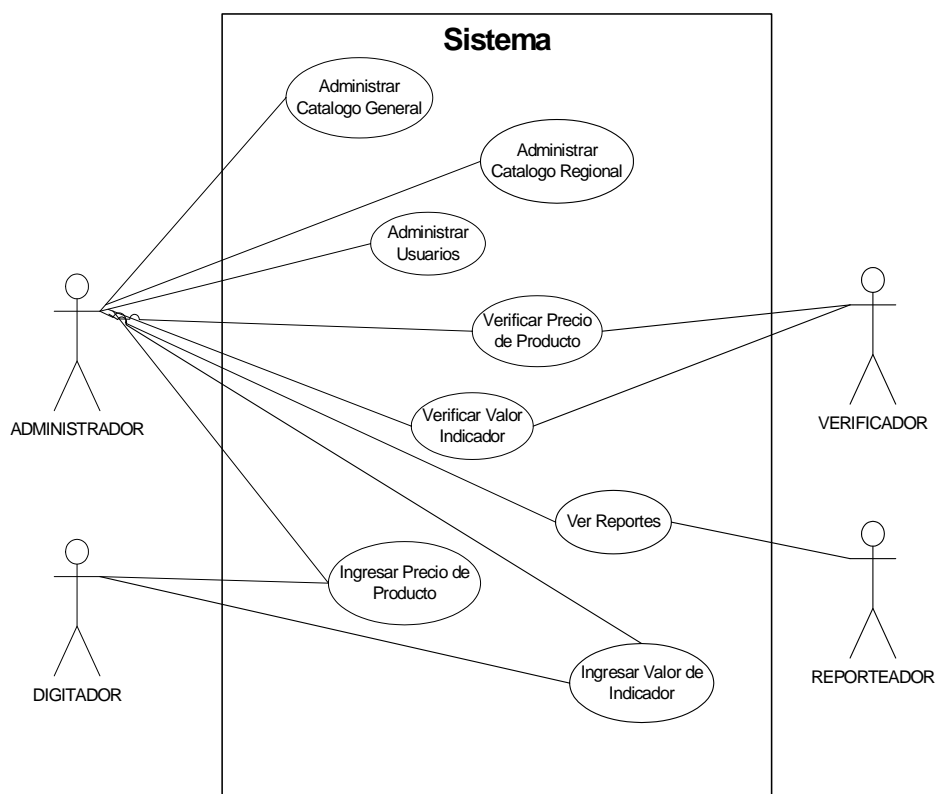 Sistema
Administrar
Catalogo General
Administrar
Catalogo Regional
Administrar
Usuarios
Verificar Precio
de Producto
ADMINISTRADOR
VERIFICADOR
Verificar Valor
Indicador
Ver Reportes
Ingresar Precio de
Producto
DIGITADOR
REPORTEADOR
Ingresar Valor de
Indicador